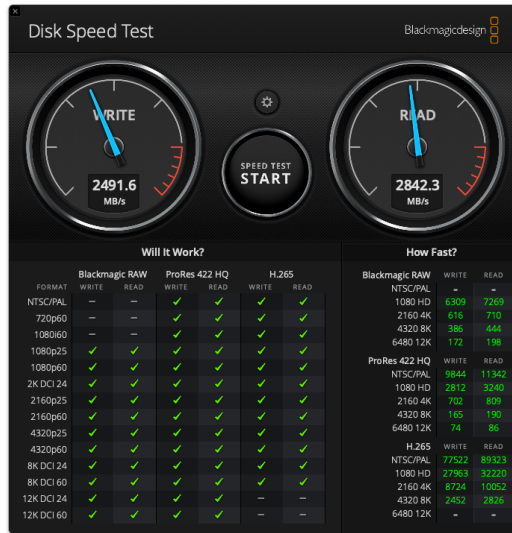 Disk Speed Test
Blackmagicdesign
WRITE
2491.6
MB/s
SPEED TEST
START
READ
2842.3
MB/s
Will It Work?
Blackmagic RAW ProRes 422 HQ H.265
FORMAT WRITE READ WRITE READ WRITE READ
NTSC/PAL — — ✓ ✓ ✓ ✓
720p60 — — ✓ ✓ ✓ ✓
1080i60 — — ✓ ✓ ✓ ✓
1080p25 ✓ ✓ ✓ ✓ ✓ ✓
1080p60 ✓ ✓ ✓ ✓ ✓ ✓
2K DCI 24 ✓ ✓ ✓ ✓ ✓ ✓
2160p25 ✓ ✓ ✓ ✓ ✓ ✓
2160p60 ✓ ✓ ✓ ✓ ✓ ✓
4320p25 ✓ ✓ ✓ ✓ ✓ ✓
4320p60 ✓ ✓ ✓ ✓ ✓ ✓
8K DCI 24 ✓ ✓ ✓ ✓ ✓ ✓
8K DCI 60 ✓ ✓ ✓ ✓ ✓ ✓
12K DCI 24 ✓ ✓ ✓ ✓ — —
12K DCI 60 ✓ ✓ ✓ ✓ — —
How Fast?
Blackmagic RAW WRITE READ
NTSC/PAL - -
1080 HD 6309 7269
2160 4K 616 710
4320 8K 386 444
6480 12K 172 198
ProRes 422 HQ WRITE READ
NTSC/PAL 9844 11342
1080 HD 2812 3240
2160 4K 702 809
4320 8K 165 190
6480 12K 74 86
H.265 WRITE READ
NTSC/PAL 77522 89323
1080 HD 27963 32220
2160 4K 8724 10052
4320 8K 2452 2826
6480 12K - -